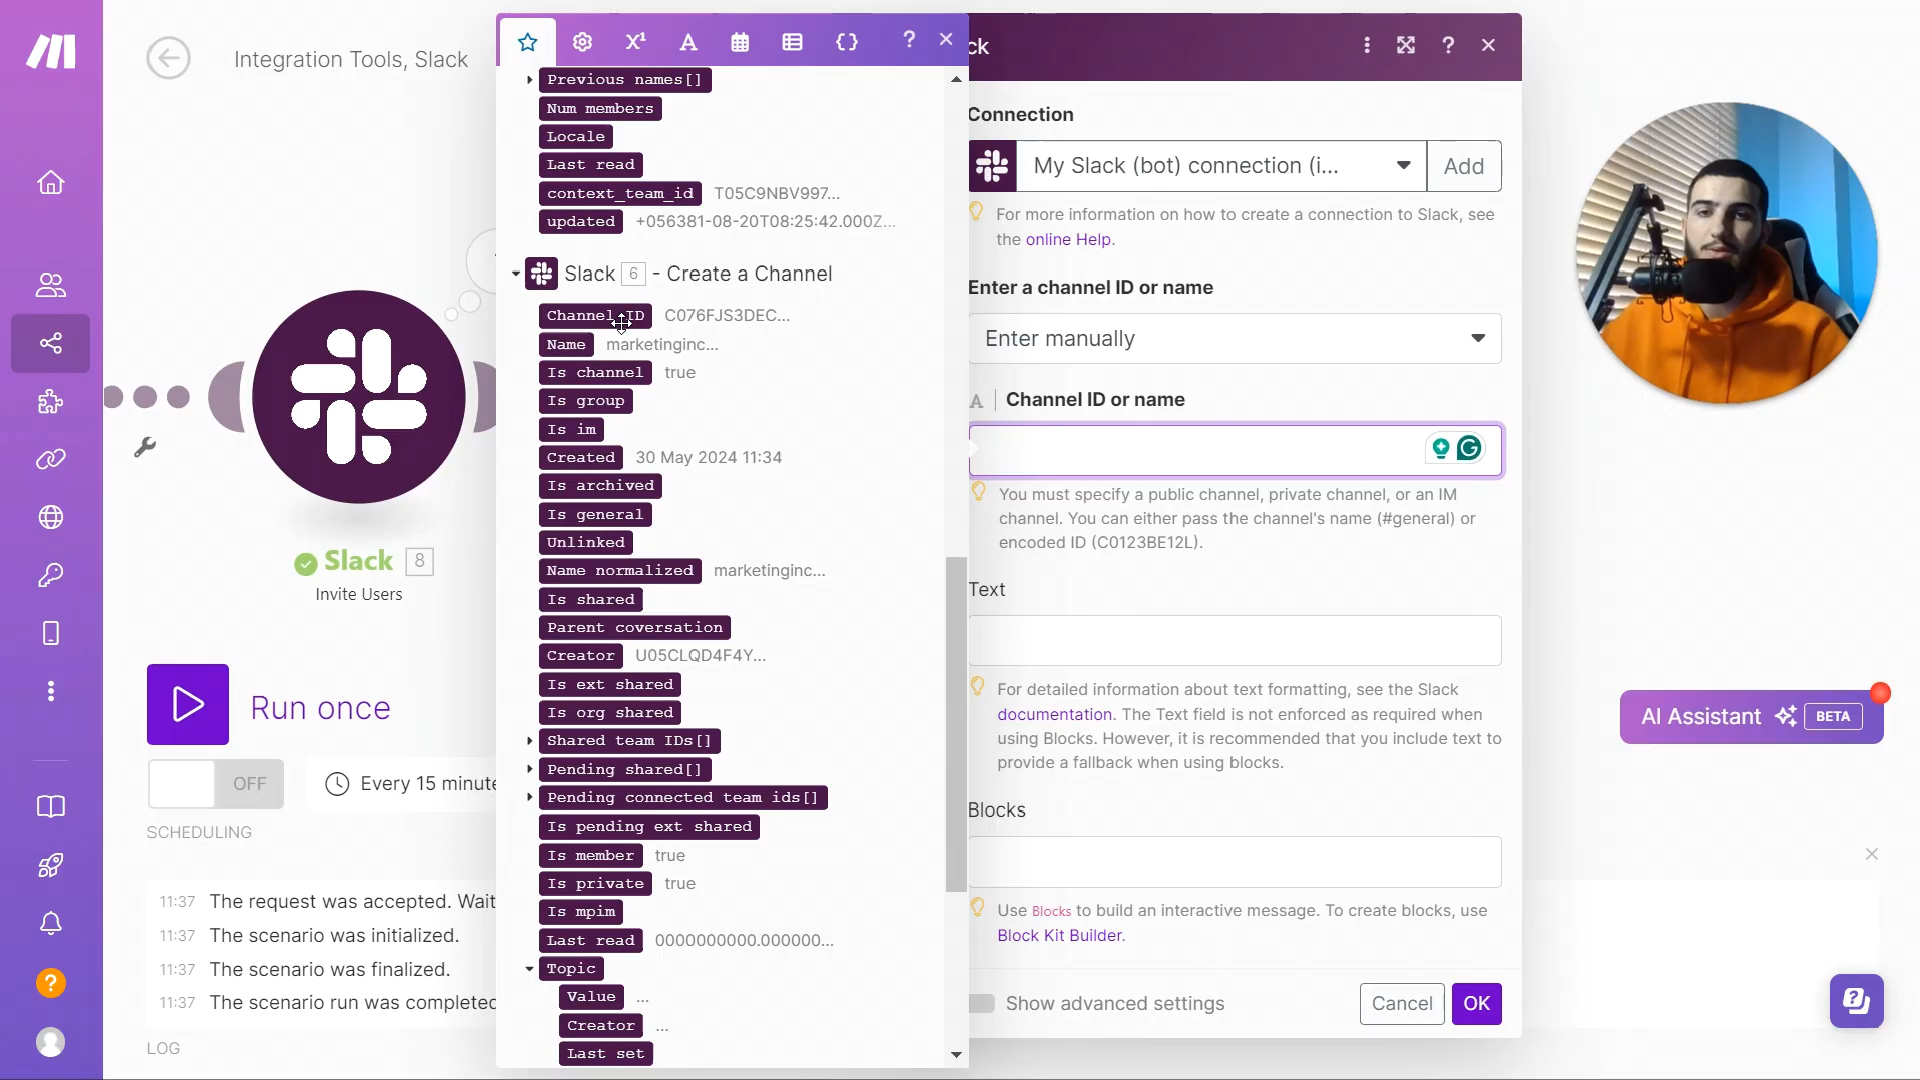 Integration Tools, Slack
Slack 8
Invite Users
Run once
OFF
Every 15 minute
SCHEDULING
11:37 The request was accepted. Wait
11:37 The scenario was initialized.
11:37 The scenario was finalized.
11:37 The scenario run was completed
LOG
Previous names[]
Num members
Locale
Last read
context_team_id T05C9NBV997...
updated +056381-08-20T08:25:42.000Z...
Slack 6 - Create a Channel
Channel ID C076FJS3DEC...
Name marketinginc...
Is channel true
Is group
Is im
Created 30 May 2024 11:34
Is archived
Is general
Unlinked
Name normalized marketinginc...
Is shared
Parent coversation
Creator U05CLQD4F4Y...
Is ext shared
Is org shared
Shared team IDs[]
Pending shared[]
Pending connected team ids[]
Is pending ext shared
Is member true
Is private true
Is mpim
Last read 0000000000.000000...
Topic
Value ...
Creator ...
Last set
ck
Connection
My Slack (bot) connection (i...
Add
For more information on how to create a connection to Slack, see
the online Help.
Enter a channel ID or name
Enter manually
A Channel ID or name
You must specify a public channel, private channel, or an IM
channel. You can either pass the channel's name (#general) or
encoded ID (C0123BE12L).
Text
For detailed information about text formatting, see the Slack
documentation. The Text field is not enforced as required when
using Blocks. However, it is recommended that you include text to
provide a fallback when using blocks.
Blocks
Use Blocks to build an interactive message. To create blocks, use
Block Kit Builder.
Show advanced settings
Cancel
OK
AI Assistant BETA